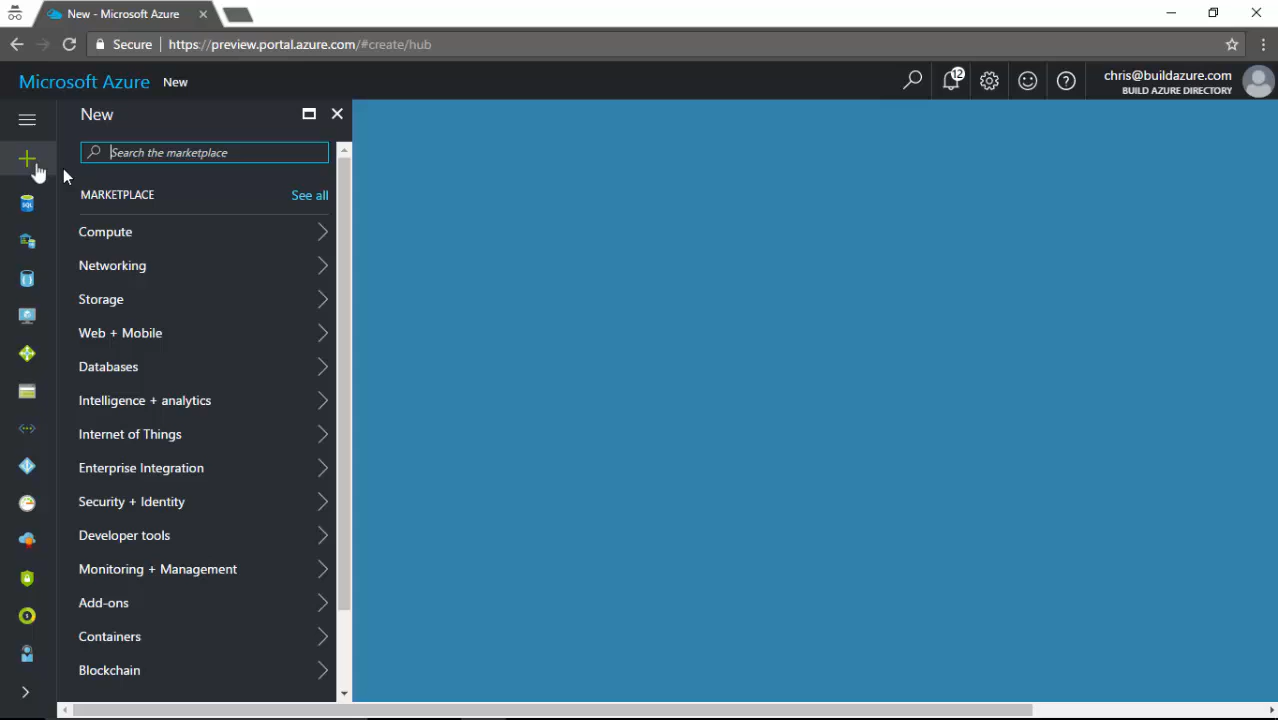 New - Microsoft Azure
Secure
https://preview.portal.azure.com/#create/hub
Microsoft Azure New
12
chris@buildazure.com
BUILD AZURE DIRECTORY
New
Search the marketplace
MARKETPLACE See all
SQL
Compute
Networking
Storage
Web + Mobile
Databases
Intelligence + analytics
Internet of Things
Enterprise Integration
Security + Identity
Developer tools
Monitoring + Management
Add-ons
Containers
Blockchain